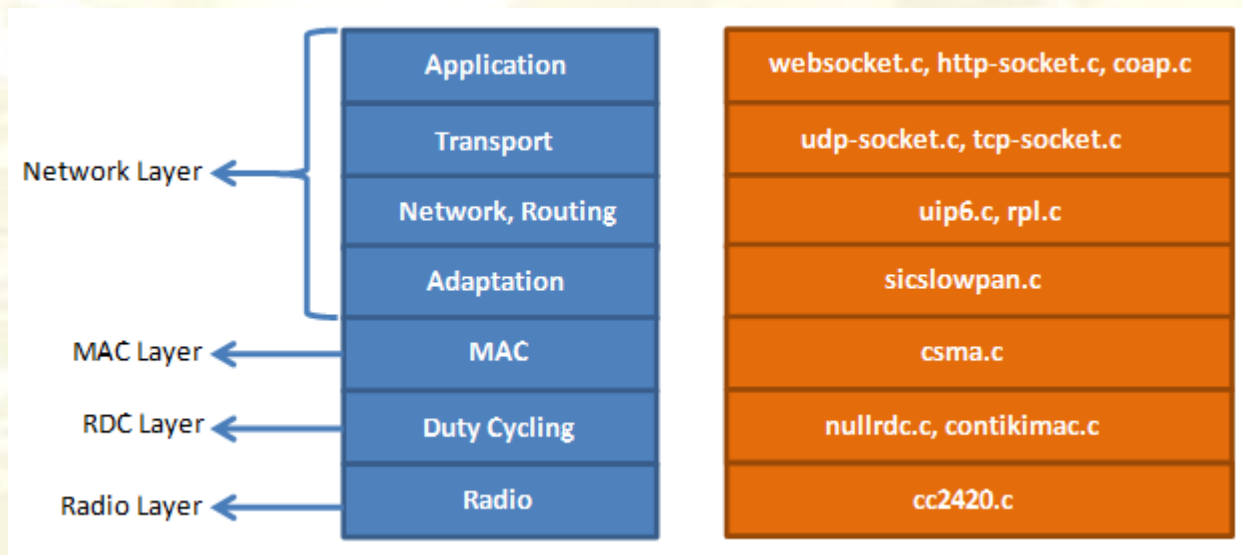 Application
websocket.c, http-socket.c, coap.c
Transport
udp-socket.c, tcp-socket.c
Network Layer
Network, Routing
uip6.c, rpl.c
Adaptation
sicslowpan.c
MAC Layer
MAC
csma.c
RDC Layer
Duty Cycling
nullrdc.c, contikimac.c
Radio Layer
Radio
cc2420.c